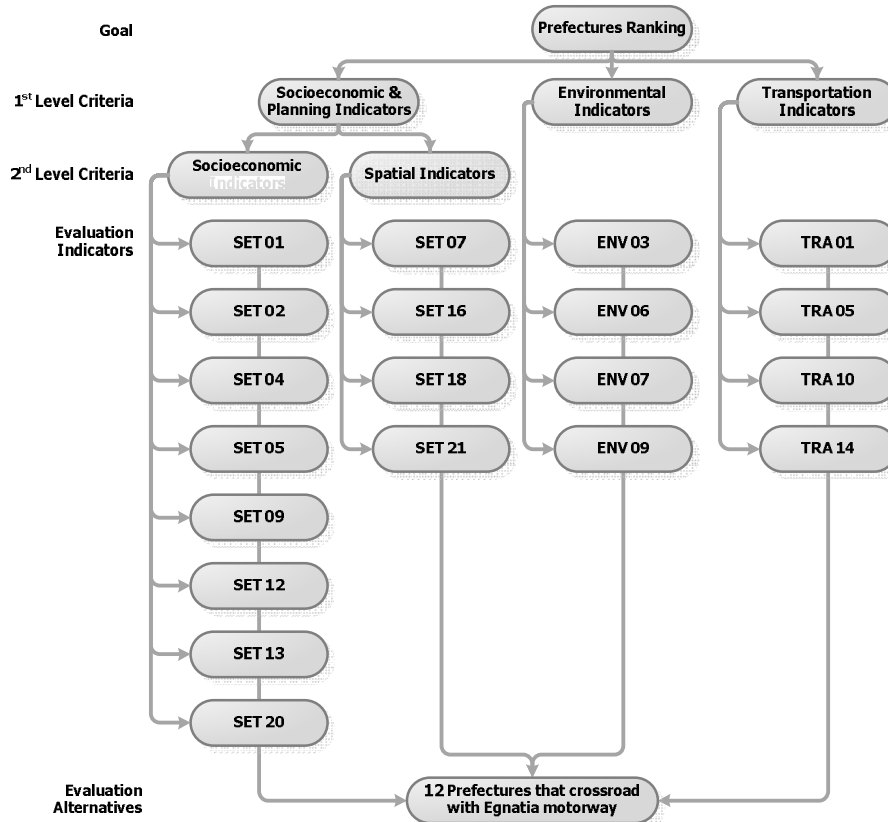 Goal
Prefectures Ranking
1st Level Criteria
Socioeconomic &
Planning Indicators
Environmental
Indicators
Transportation
Indicators
2nd Level Criteria
Socioeconomic
Indicators
Spatial Indicators
Evaluation
Indicators
SET 01
SET 07
ENV 03
TRA 01
SET 02
SET 16
ENV 06
TRA 05
SET 04
SET 18
ENV 07
TRA 10
SET 05
SET 21
ENV 09
TRA 14
SET 09
SET 12
SET 13
SET 20
Evaluation
Alternatives
12 Prefectures that crossroad
with Egnatia motorway